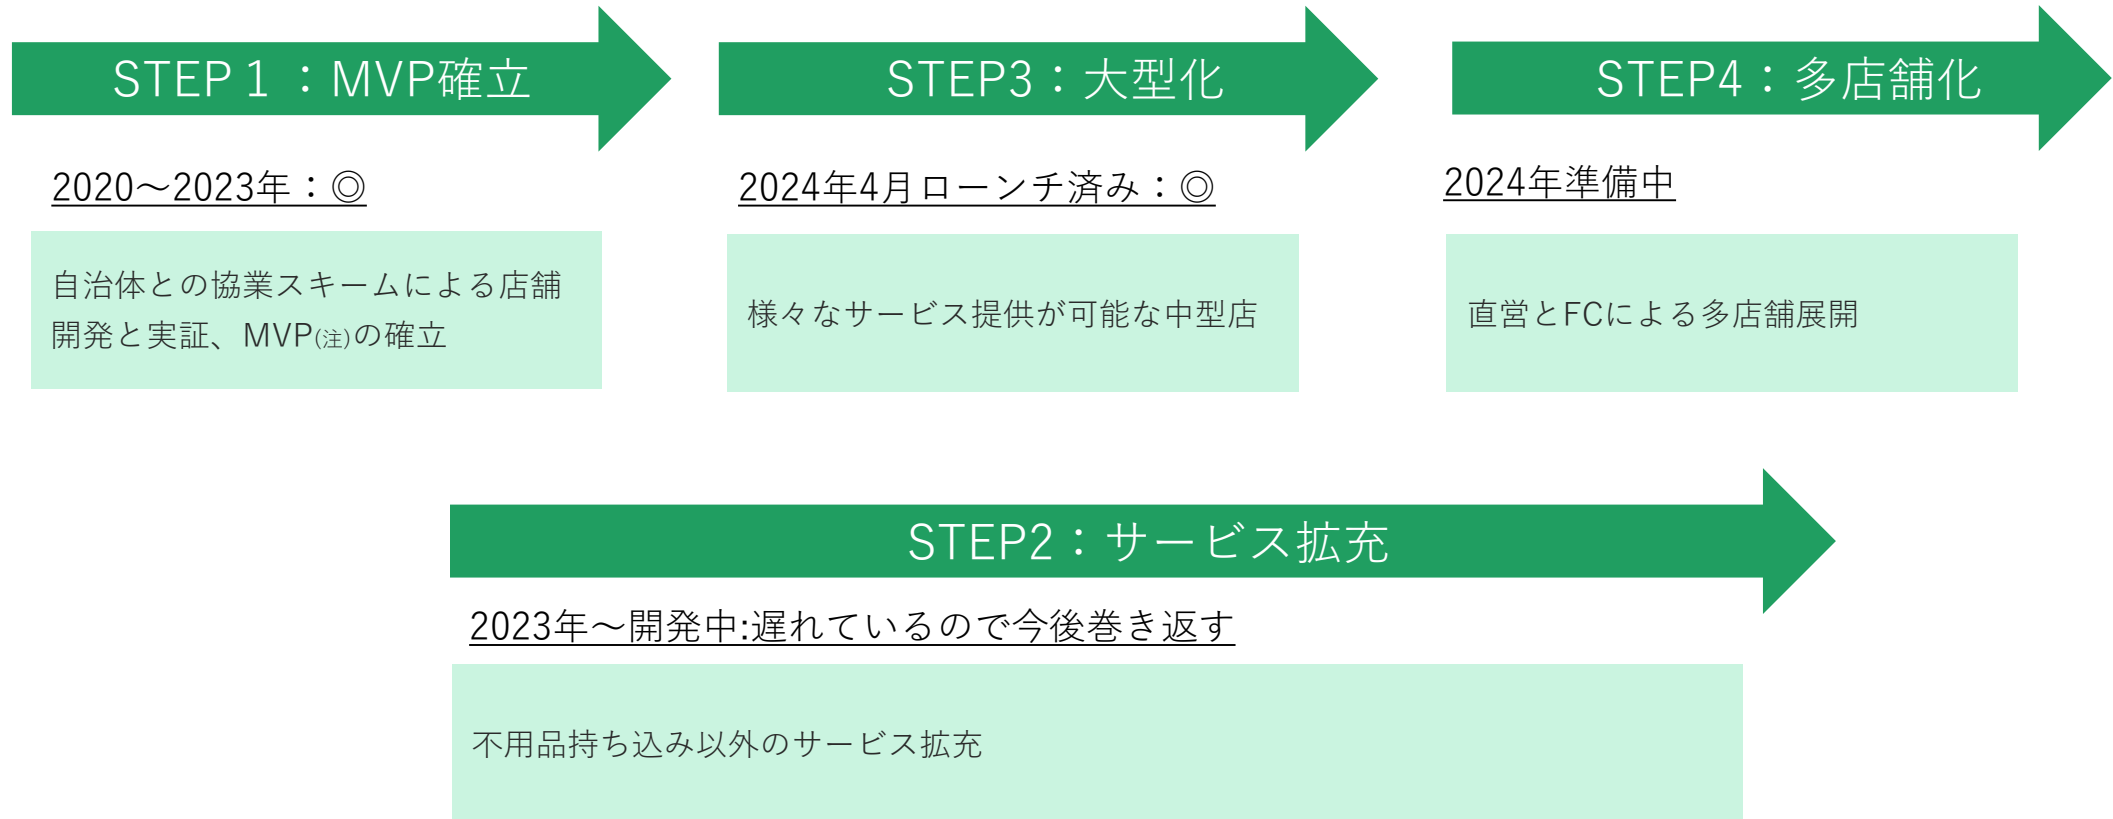 STEP１：MVP確立
2020～2023年：◎
自治体との協業スキームによる店舗
開発と実証、MVP(注)の確立
STEP3：大型化
2024年4月ローンチ済み：◎
様々なサービス提供が可能な中型店
STEP4：多店舗化
2024年準備中
直営とFCによる多店舗展開
STEP2：サービス拡充
2023年～開発中:遅れているので今後巻き返す
不用品持ち込み以外のサービス拡充